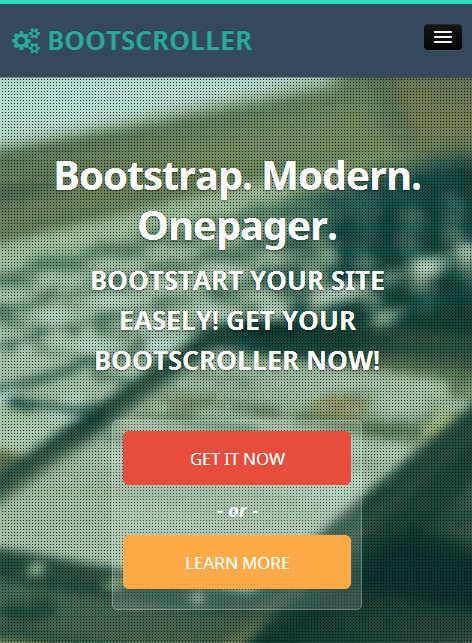 BOOTSCROLLER
Bootstrap. Modern.
Onepager.
BOOTSTART YOUR SITE
EASELY! GET YOUR
BOOTSCROLLER NOW!
GET IT NOW
- or -
LEARN MORE